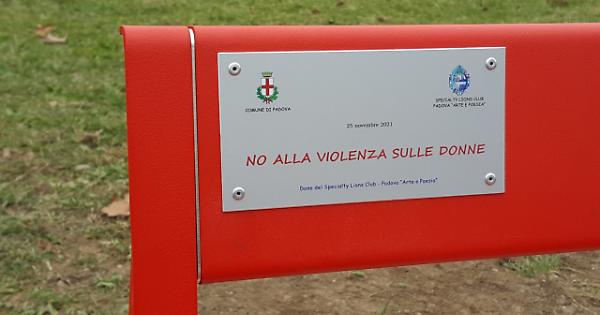 COMUNE DI PADOVA
SPECIALTY LIONS CLUB
PADOVA "ARTE e POESIA"
25 novembre 2021
NO ALLA VIOLENZA SULLE DONNE
Dono del Specialty Lions Club - Padova "Arte e Poesia"